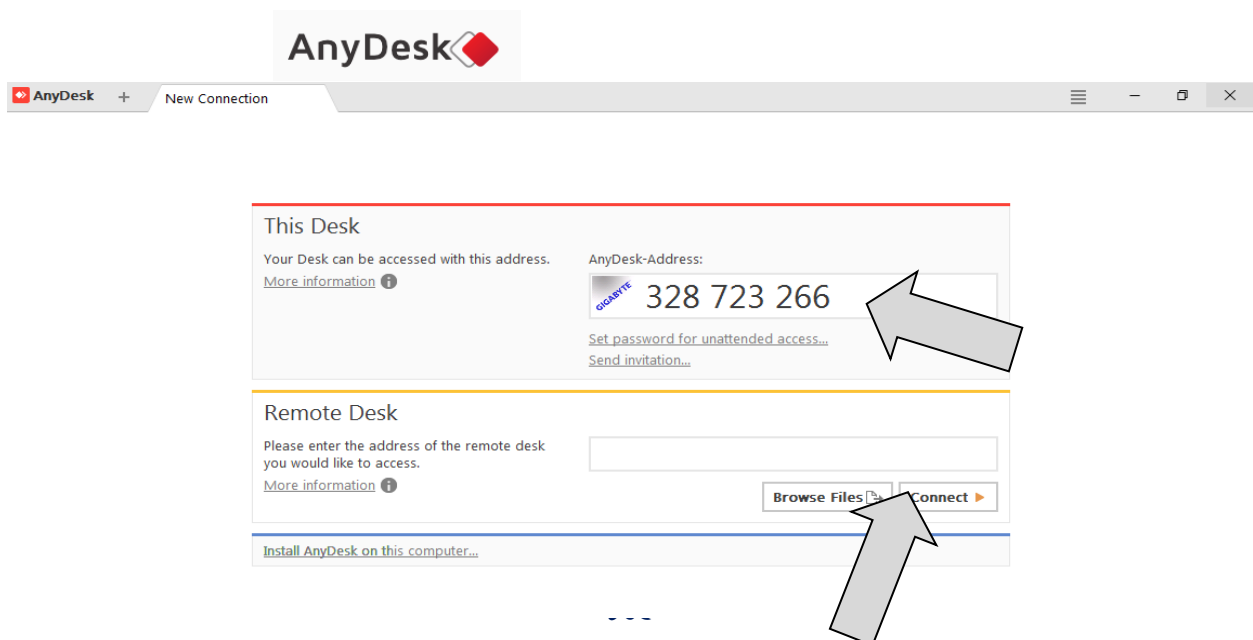 AnyDesk
AnyDesk + New Connection
This Desk
Your Desk can be accessed with this address.
More information
AnyDesk-Address:
GIGABYTE 328 723 266
Set password for unattended access...
Send invitation...
Remote Desk
Please enter the address of the remote desk
you would like to access.
More information
Browse Files
Connect
Install AnyDesk on this computer...